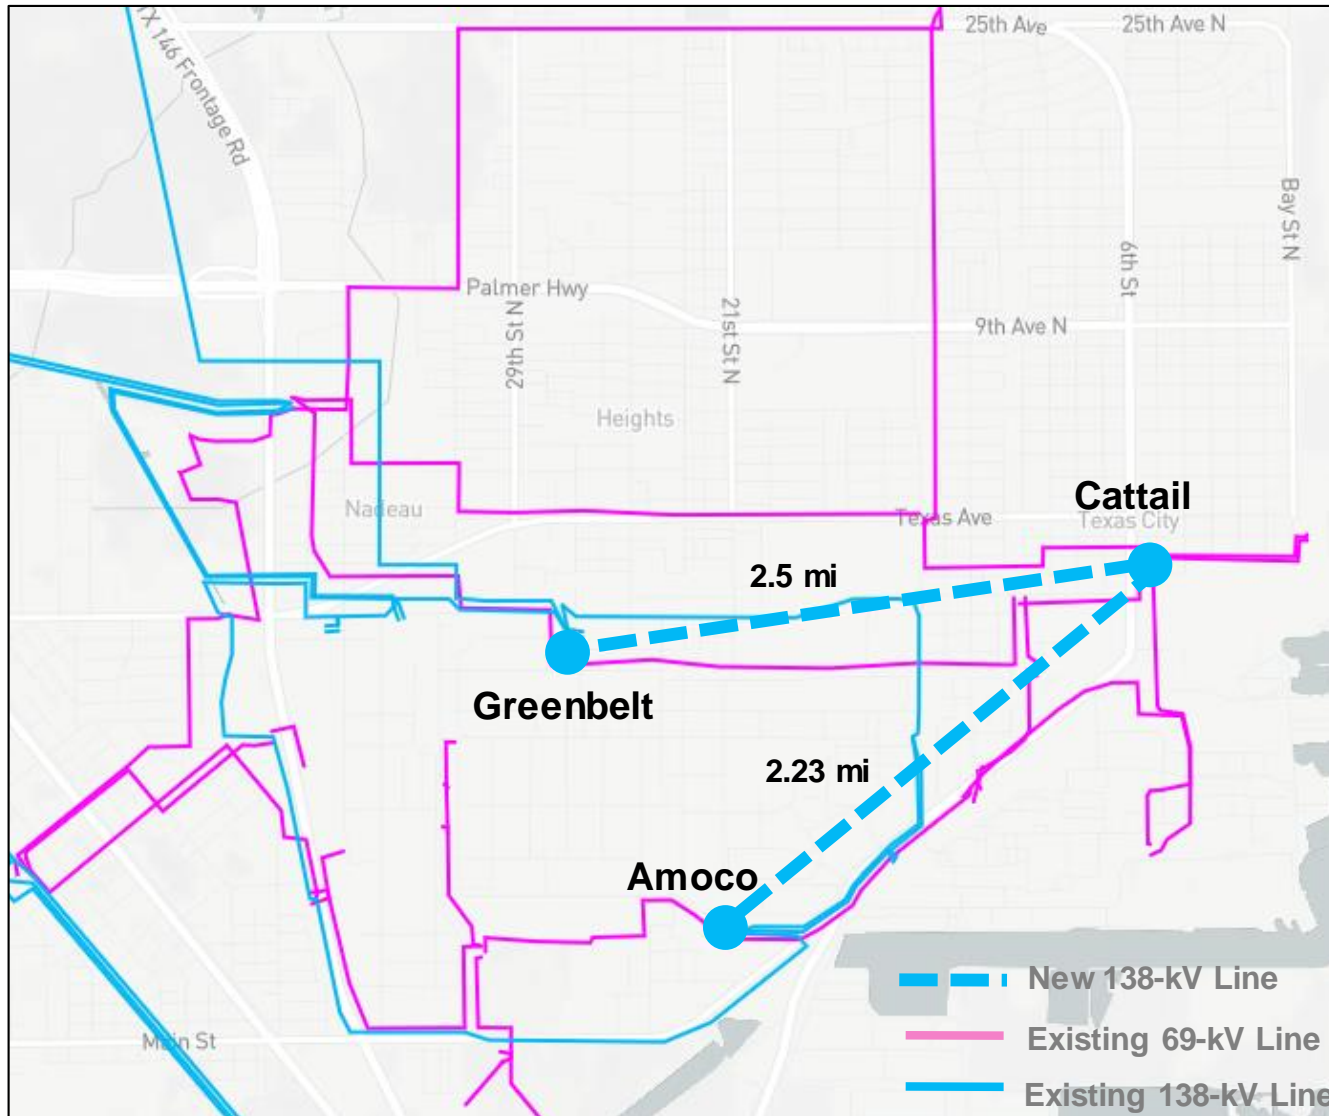 TX 146 Frontage Rd
25th Ave
25th Ave N
Bay St N
6th St
Palmer Hwy
29th St N
21st St N
9th Ave N
Heights
Nadeau
Cattail
Texas Ave
Texas City
2.5 mi
Greenbelt
2.23 mi
Amoco
New 138-kV Line
Existing 69-kV Line
Main St
Existing 138-kV Line